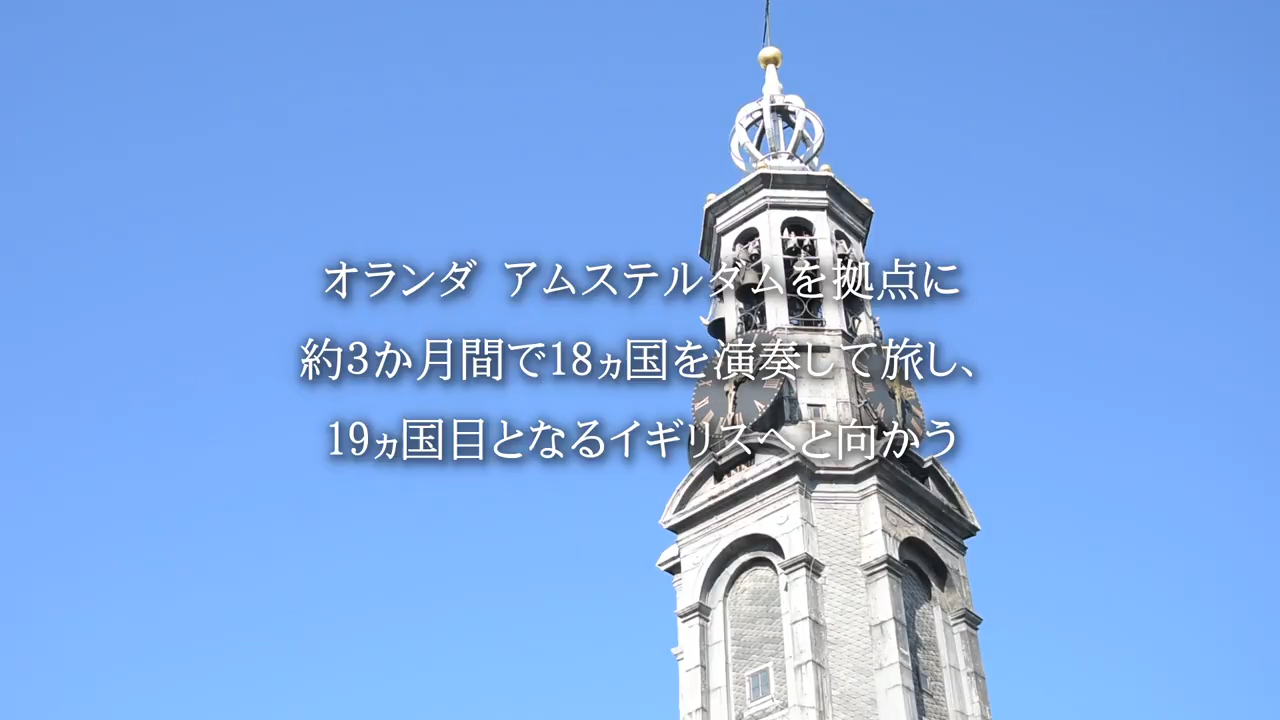 オランダ アムステルダムを拠点に
約3か月間で18ヵ国を演奏して旅し、
19ヵ国目となるイギリスへと向かう